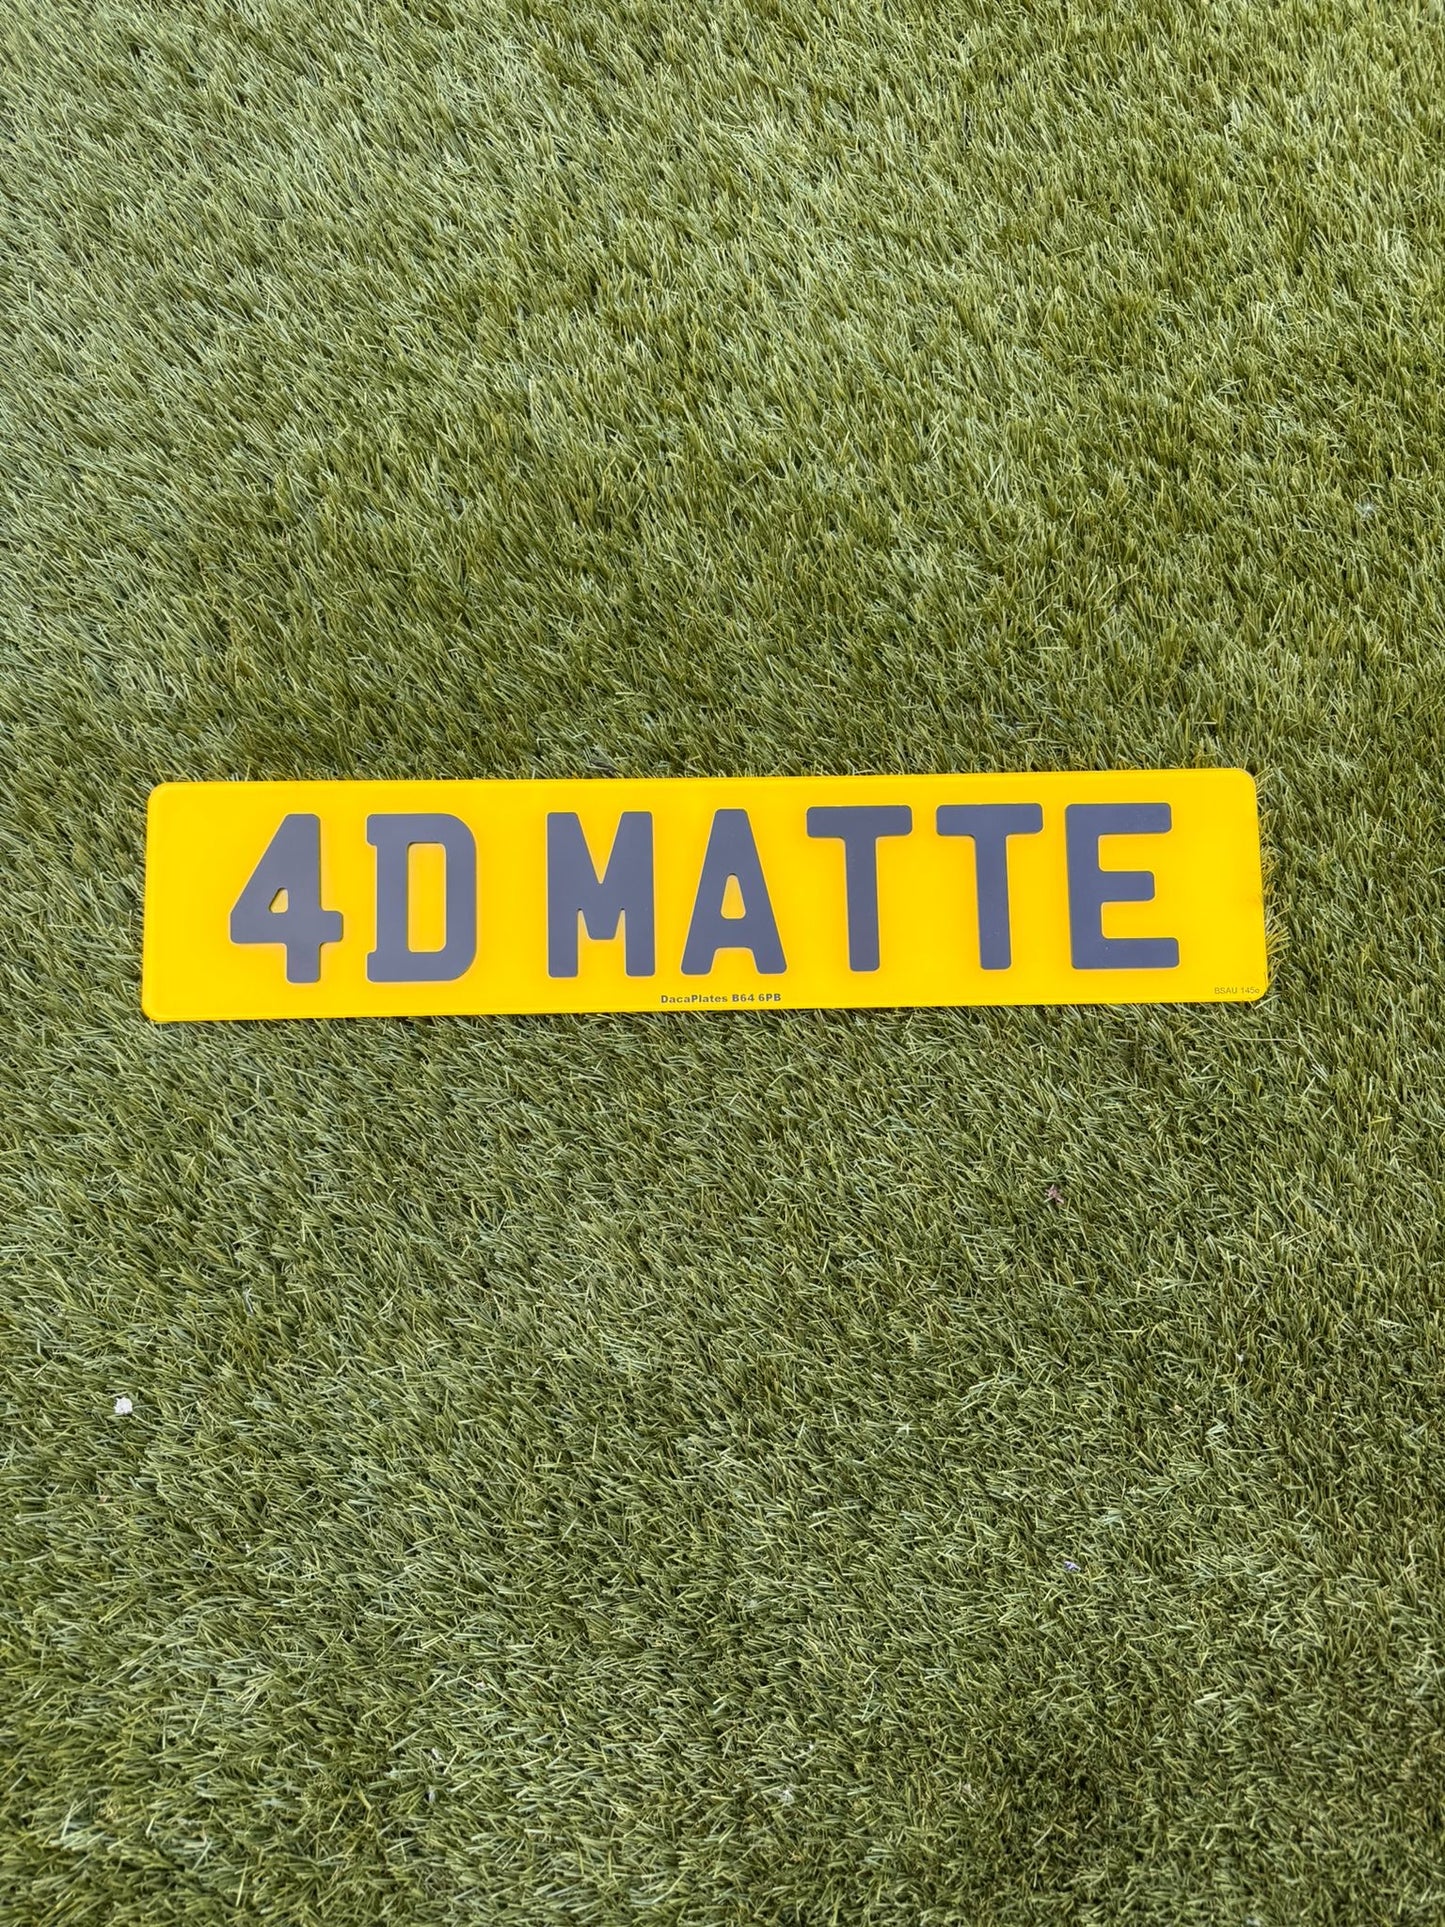 4D MATTE
DacaPlates B64 6PB
BSAU 145e